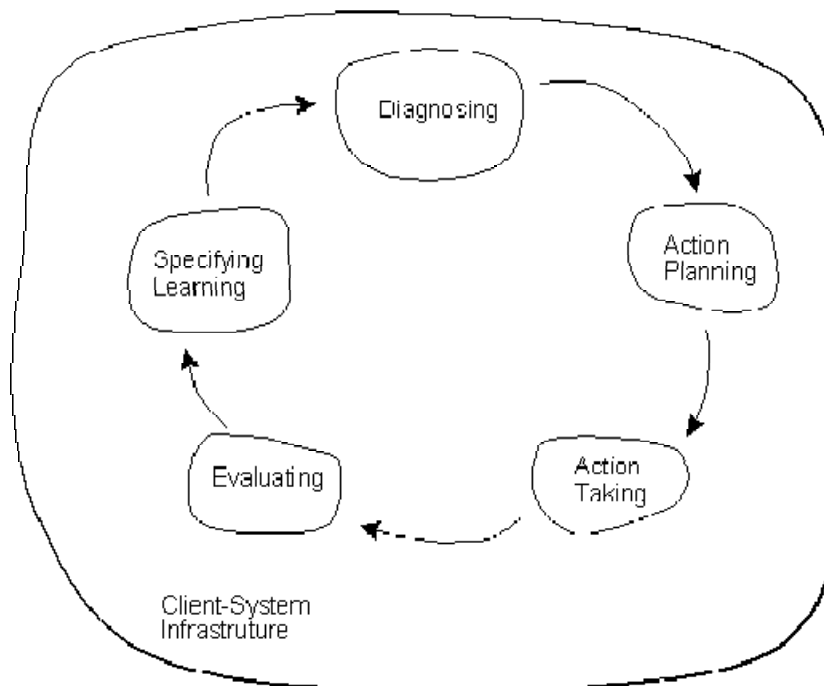 Diagnosing
Action
Planning
Action
Taking
Evaluating
Specifying
Learning
Client-System
Infrastruture